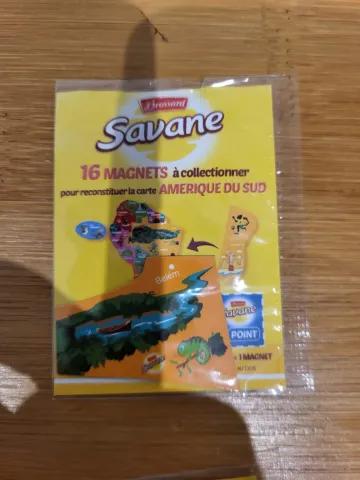 Brossard
Savane
16 MAGNETS à collectionner
pour reconstituer la carte AMERIQUE DU SUD
Belém
Savane
POINT
1 MAGNET